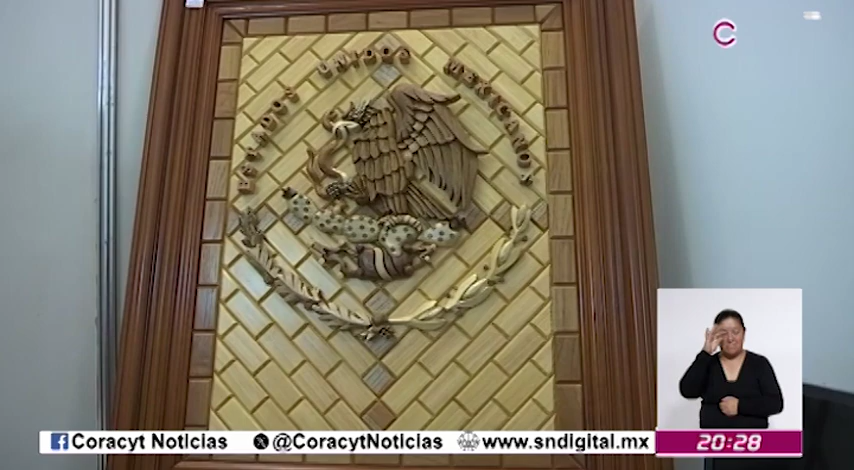 C
ESTADOS UNIDOS MEXICANOS
Coracyt Noticias @CoracytNoticias www.sndigital.mx
20:28